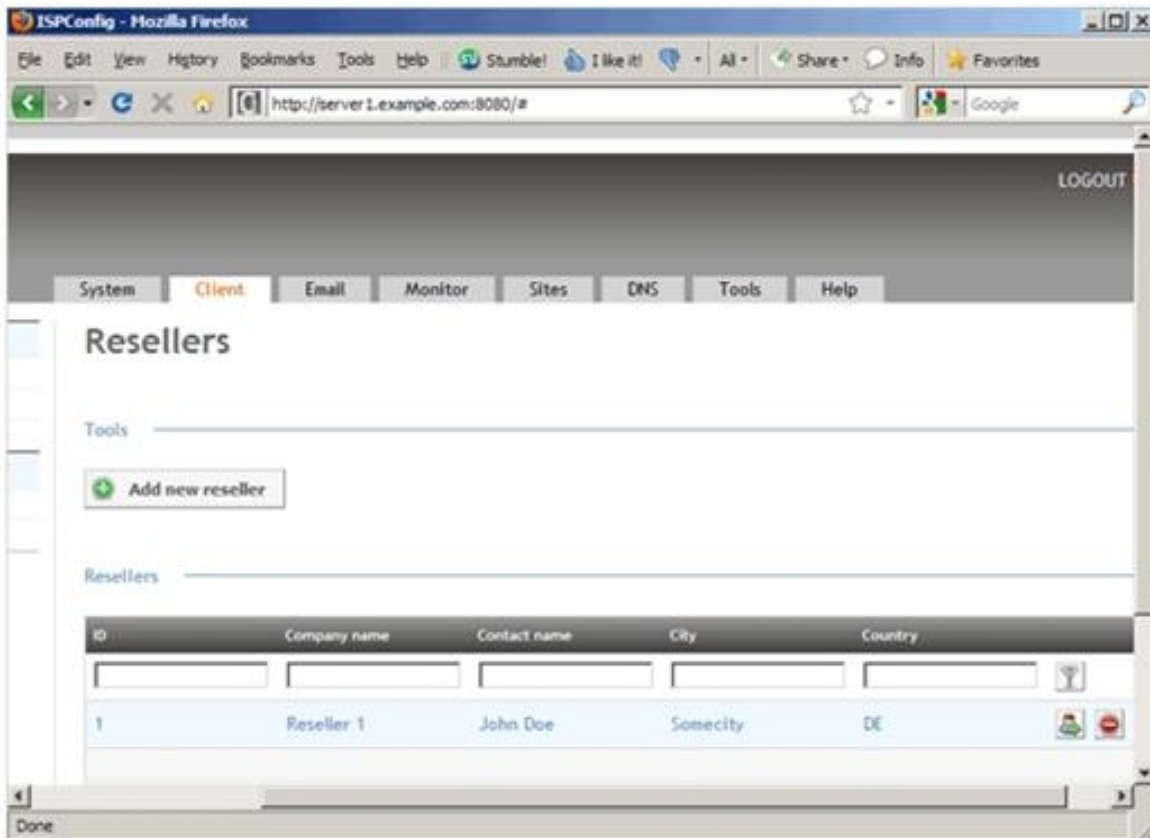 ISPConfig - Mozilla Firefox
File Edit View History Bookmarks Tools Help Stumble! I like it! All Share Info Favorites
http://server1.example.com:8080/# Google
LOGOUT
System Client Email Monitor Sites DNS Tools Help
Resellers
Tools
Add new reseller
Resellers
ID Company name Contact name City Country
1 Reseller 1 John Doe Somecity DE
Done